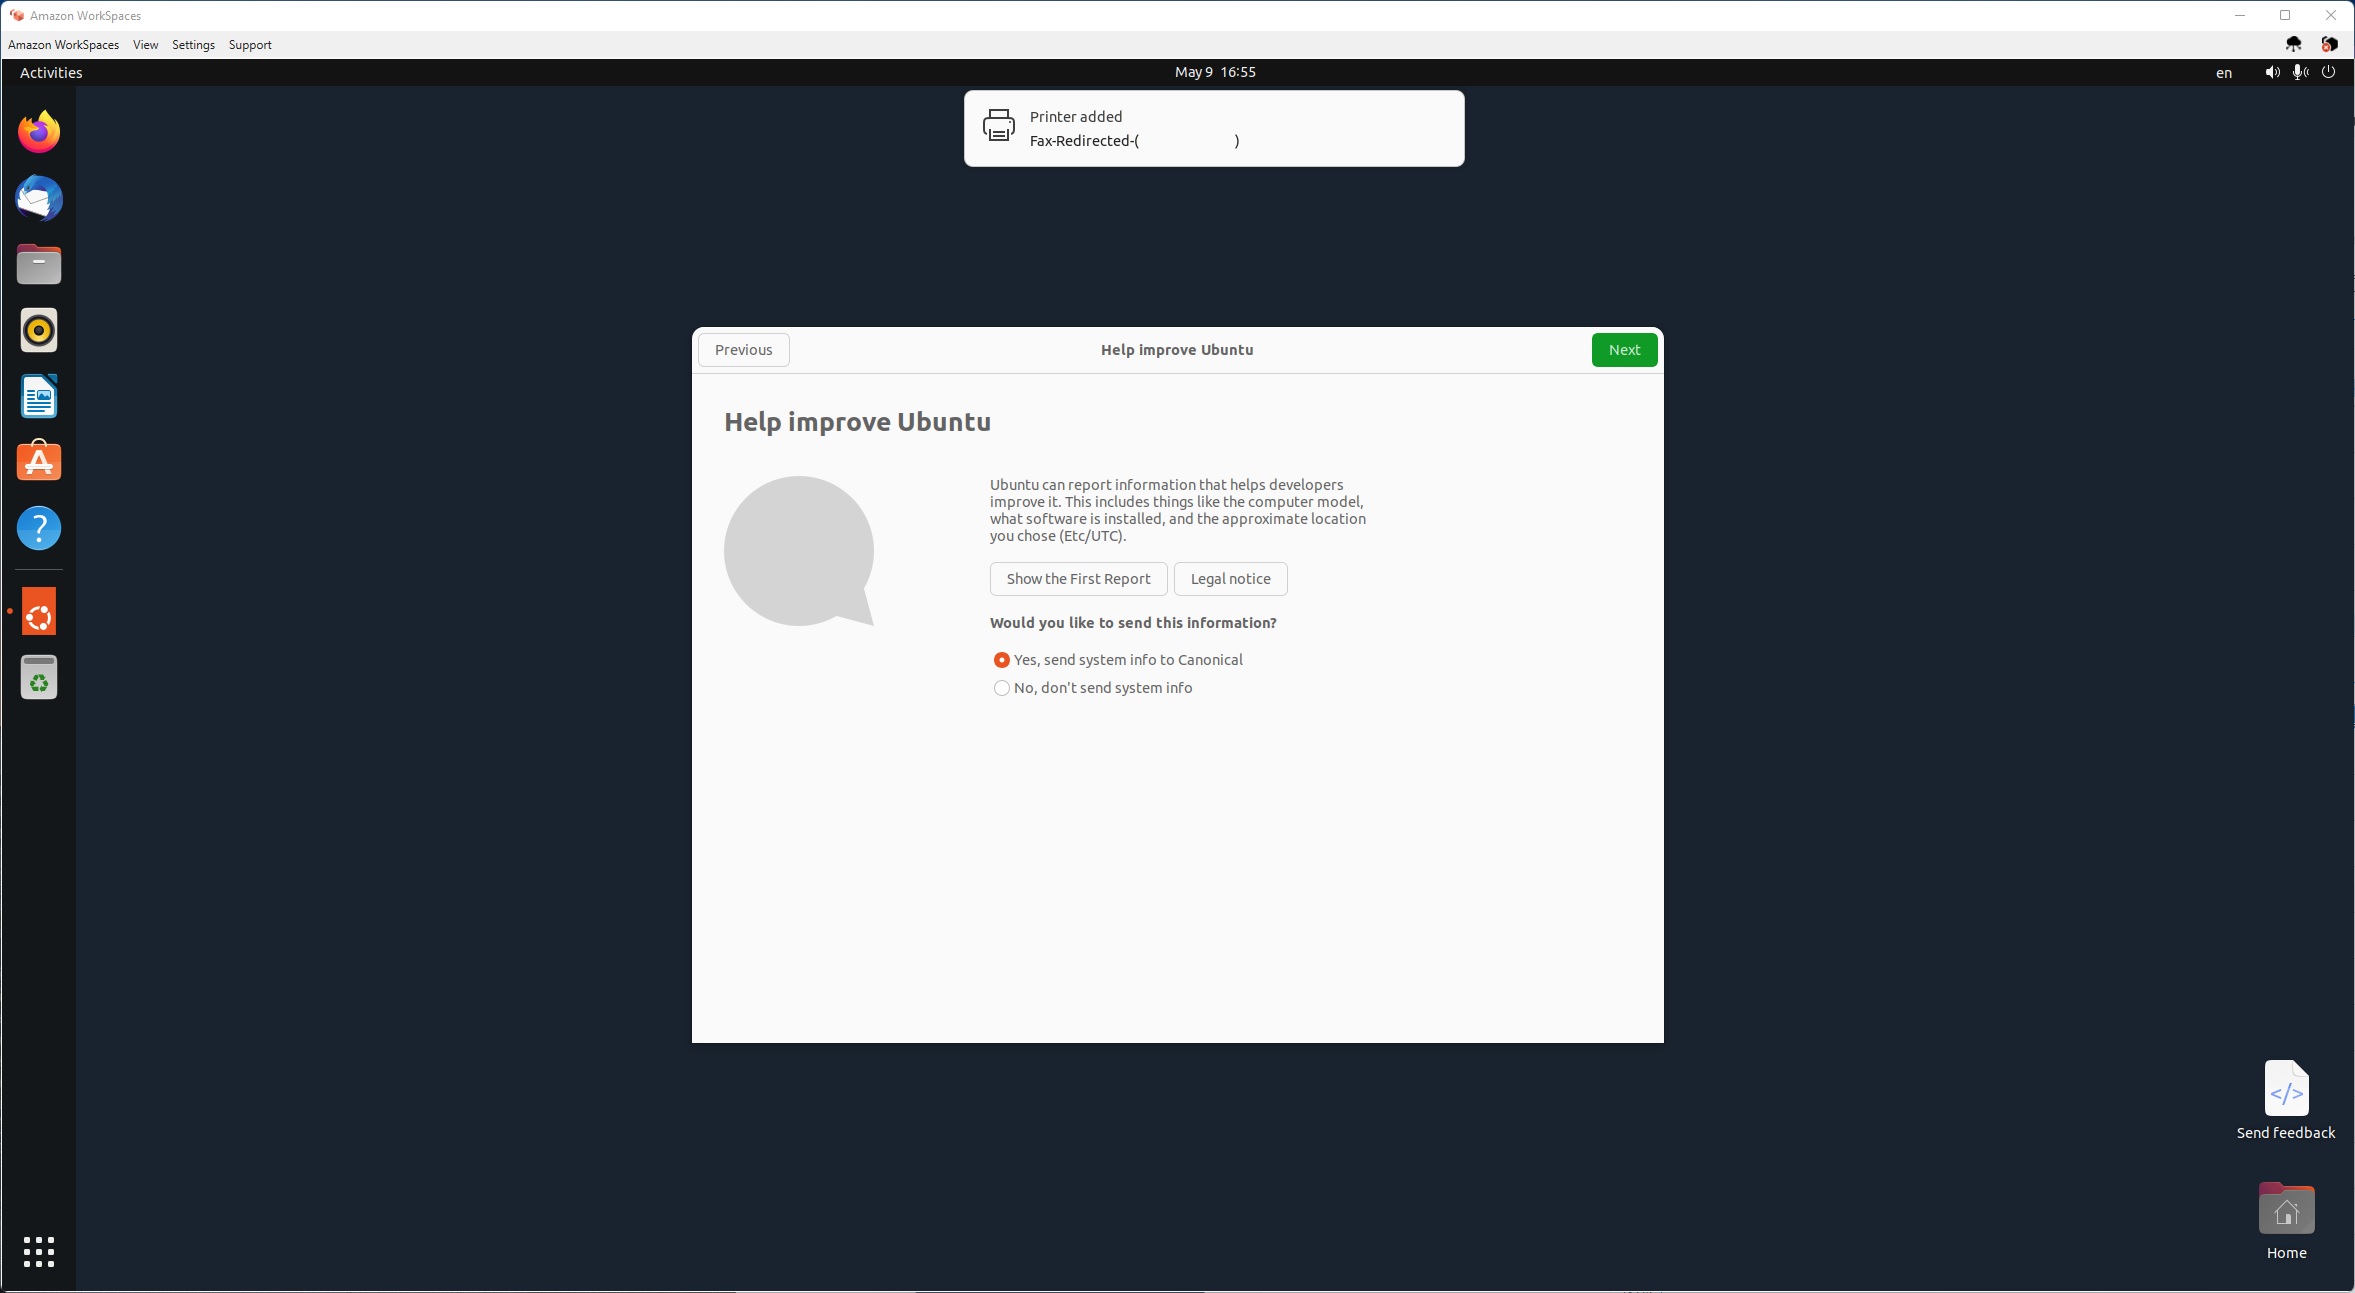 Amazon WorkSpaces
Amazon WorkSpaces View Settings Support
Activities
May 9 16:55
en
Printer added
Fax-Redirected-( )
Previous
Help improve Ubuntu
Next
Help improve Ubuntu
Ubuntu can report information that helps developers
improve it. This includes things like the computer model,
what software is installed, and the approximate location
you chose (Etc/UTC).
Show the First Report
Legal notice
Would you like to send this information?
Yes, send system info to Canonical
No, don't send system info
Send feedback
Home